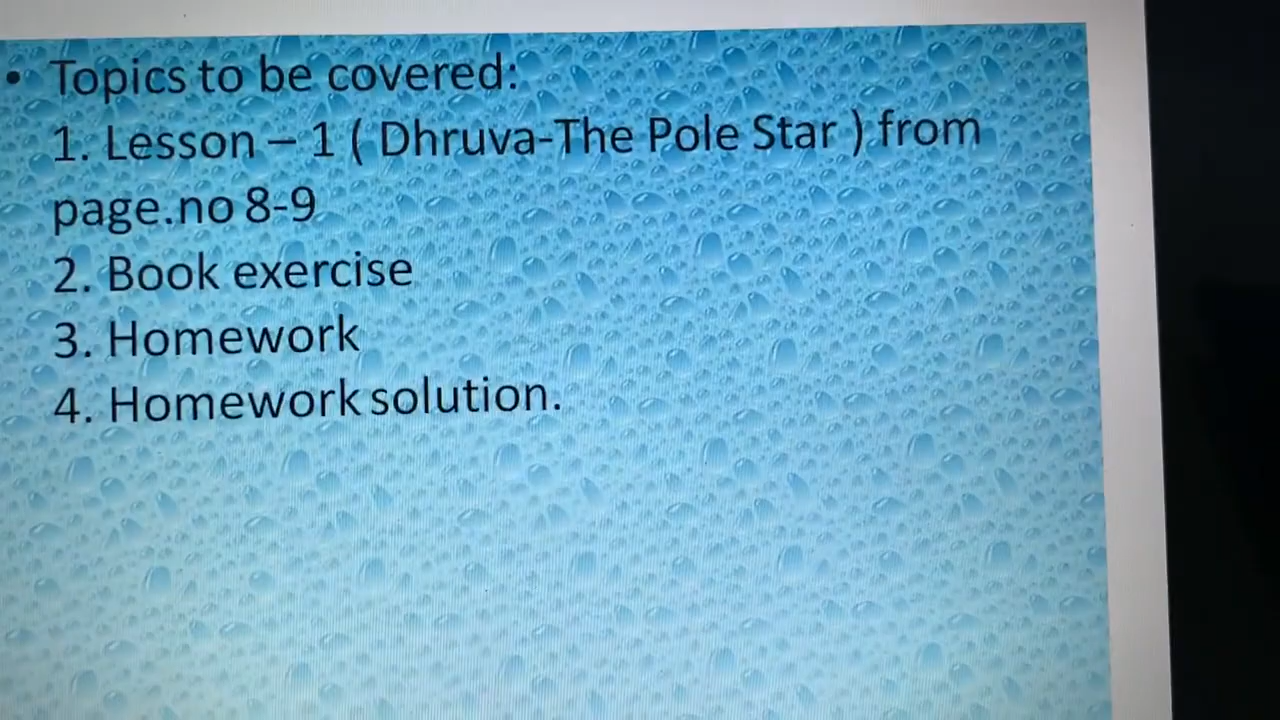 • Topics to be covered:
1. Lesson – 1 ( Dhruva-The Pole Star ) from
page.no 8-9
2. Book exercise
3. Homework
4. Homework solution.